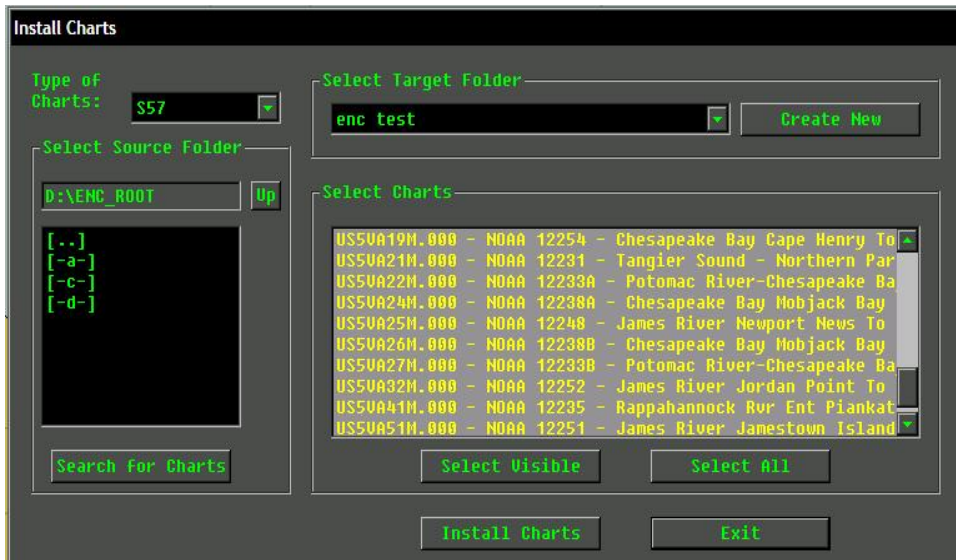 Install Charts
Type of
Charts:
S57
Select Source Folder
D:\ENC_ROOT
Up
[..]
[-a-]
[-c-]
[-d-]
Search for Charts
Select Target Folder
enc test
Create New
Select Charts
US5VA19M.000 - NOAA 12254 - Chesapeake Bay Cape Henry To
US5VA21M.000 - NOAA 12231 - Tangier Sound - Northern Par
US5VA22M.000 - NOAA 12233A - Potomac River-Chesapeake Ba
US5VA24M.000 - NOAA 12238A - Chesapeake Bay Mobjack Bay
US5VA25M.000 - NOAA 12248 - James River Newport News To
US5VA26M.000 - NOAA 12238B - Chesapeake Bay Mobjack Bay
US5VA27M.000 - NOAA 12233B - Potomac River-Chesapeake Ba
US5VA32M.000 - NOAA 12252 - James River Jordan Point To
US5VA41M.000 - NOAA 12235 - Rappahannock Rvr Ent Piankat
US5VA51M.000 - NOAA 12251 - James River Jamestown Island
Select Visible
Select All
Install Charts
Exit